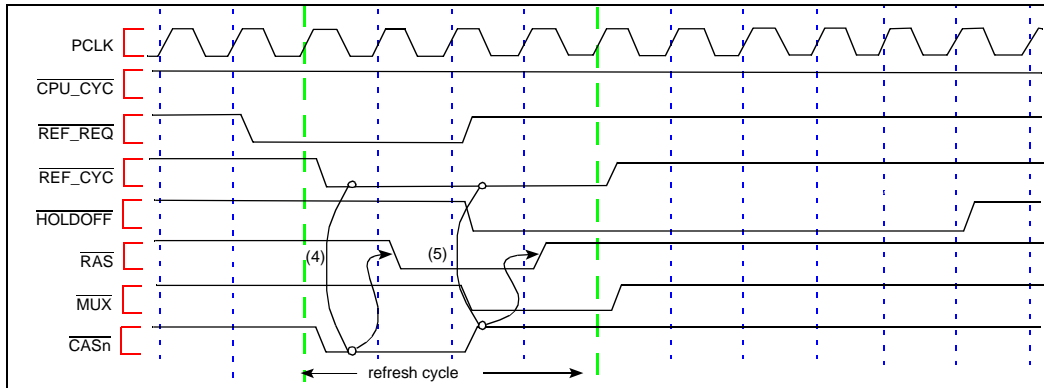 PCLK
CPU_CYC
REF_REQ
REF_CYC
HOLDOFF
RAS
(4)
(5)
MUX
CASn
refresh cycle